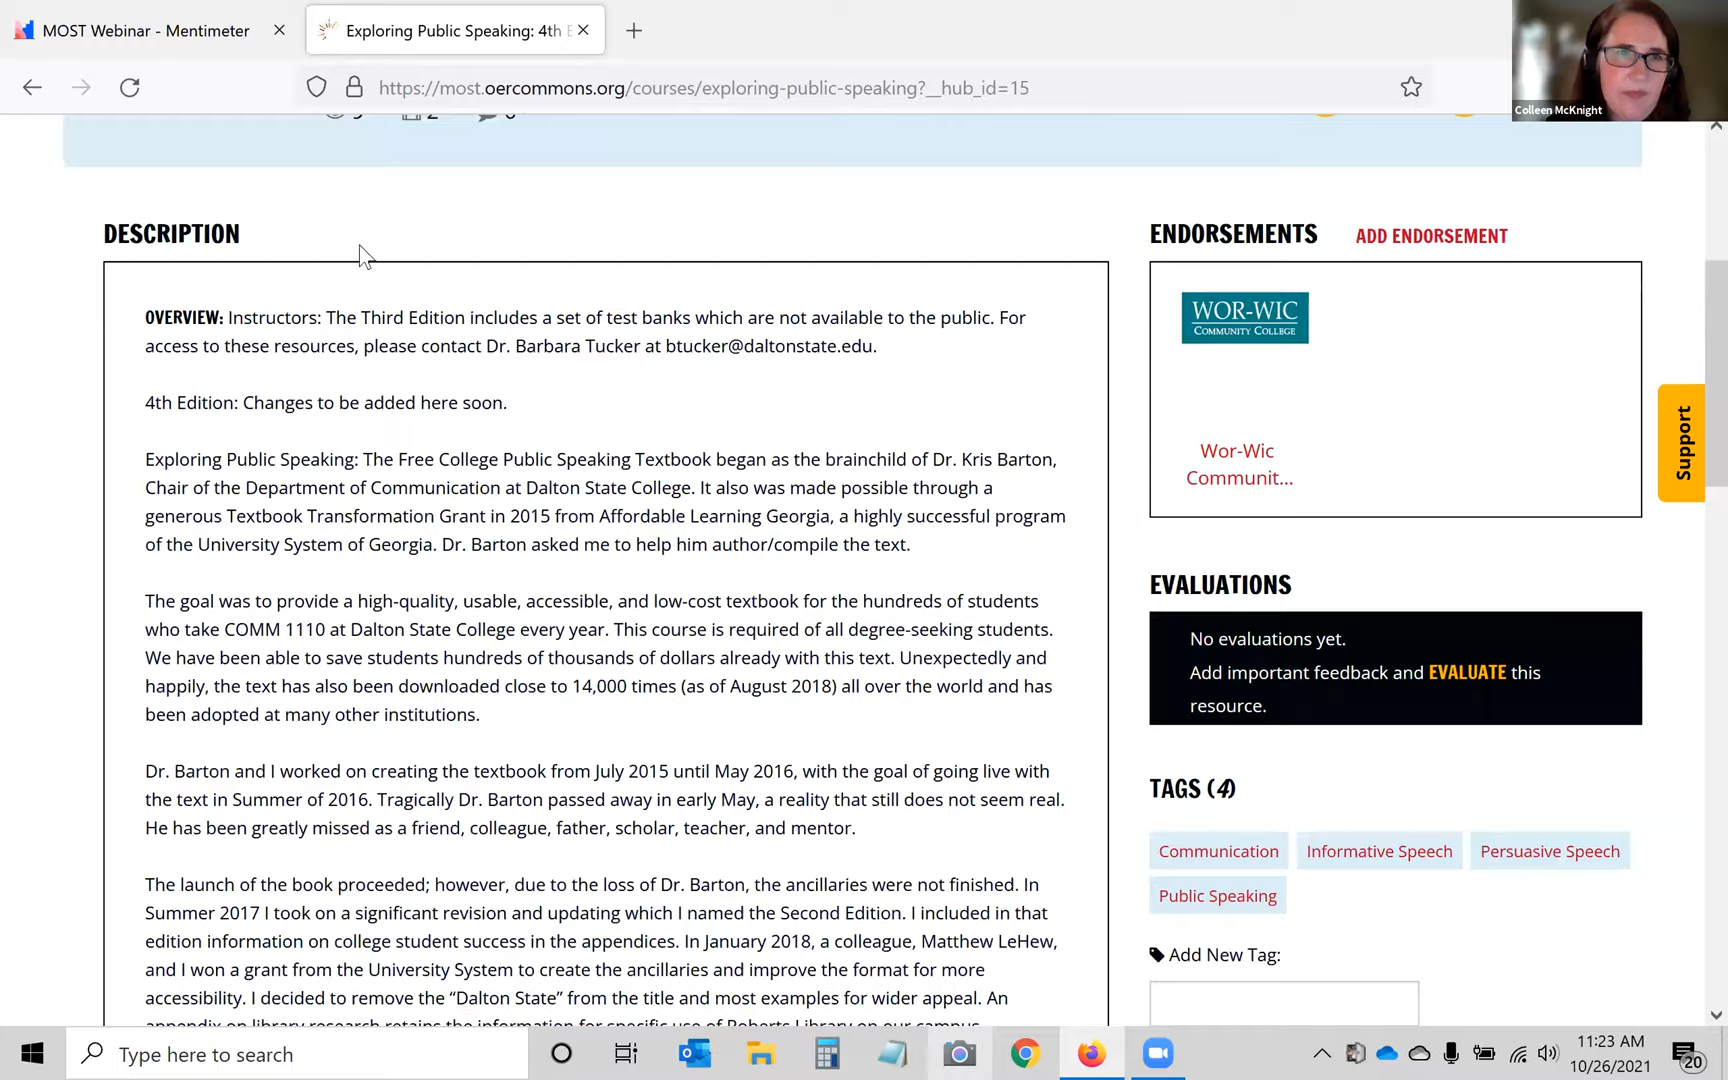 MOST Webinar - Mentimeter
Exploring Public Speaking: 4th E
https://most.oercommons.org/courses/exploring-public-speaking?__hub_id=15
Colleen McKnight
DESCRIPTION
OVERVIEW: Instructors: The Third Edition includes a set of test banks which are not available to the public. For
access to these resources, please contact Dr. Barbara Tucker at btucker@daltonstate.edu.
4th Edition: Changes to be added here soon.
Exploring Public Speaking: The Free College Public Speaking Textbook began as the brainchild of Dr. Kris Barton,
Chair of the Department of Communication at Dalton State College. It also was made possible through a
generous Textbook Transformation Grant in 2015 from Affordable Learning Georgia, a highly successful program
of the University System of Georgia. Dr. Barton asked me to help him author/compile the text.
The goal was to provide a high-quality, usable, accessible, and low-cost textbook for the hundreds of students
who take COMM 1110 at Dalton State College every year. This course is required of all degree-seeking students.
We have been able to save students hundreds of thousands of dollars already with this text. Unexpectedly and
happily, the text has also been downloaded close to 14,000 times (as of August 2018) all over the world and has
been adopted at many other institutions.
Dr. Barton and I worked on creating the textbook from July 2015 until May 2016, with the goal of going live with
the text in Summer of 2016. Tragically Dr. Barton passed away in early May, a reality that still does not seem real.
He has been greatly missed as a friend, colleague, father, scholar, teacher, and mentor.
The launch of the book proceeded; however, due to the loss of Dr. Barton, the ancillaries were not finished. In
Summer 2017 I took on a significant revision and updating which I named the Second Edition. I included in that
edition information on college student success in the appendices. In January 2018, a colleague, Matthew LeHew,
and I won a grant from the University System to create the ancillaries and improve the format for more
accessibility. I decided to remove the “Dalton State” from the title and most examples for wider appeal. An
appendix on library research retains the information for specific use of Roberts Library on our campus.
ENDORSEMENTS
ADD ENDORSEMENT
WOR-WIC
COMMUNITY COLLEGE
Wor-Wic
Communit...
EVALUATIONS
No evaluations yet.
Add important feedback and EVALUATE this
resource.
TAGS (4)
Communication
Informative Speech
Persuasive Speech
Public Speaking
Add New Tag:
Support
Type here to search
11:23 AM
10/26/2021
20